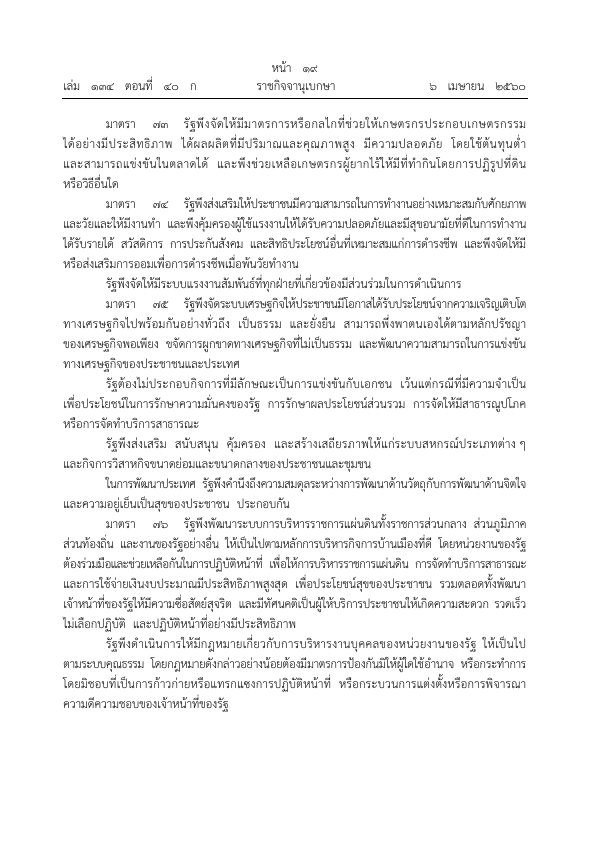 หน้า ๑๙
เล่ม ๑๓๔ ตอนที่ ๔๐ ก ราชกิจจานุเบกษา ๖ เมษายน ๒๕๖๐
มาตรา ๗๓ รัฐพึงจัดให้มีมาตรการหรือกลไกที่ช่วยให้เกษตรกรประกอบเกษตรกรรม
ได้อย่างมีประสิทธิภาพ ได้ผลผลิตที่มีปริมาณและคุณภาพสูง มีความปลอดภัย โดยใช้ต้นทุนต่ำ
และสามารถแข่งขันในตลาดได้ และพึงช่วยเหลือเกษตรกรผู้ยากไร้ให้มีที่ทำกินโดยการปฏิรูปที่ดิน
หรือวิธีอื่นใด
มาตรา ๗๔ รัฐพึงส่งเสริมให้ประชาชนมีความสามารถในการทำงานอย่างเหมาะสมกับศักยภาพ
และวัยและให้มีงานทำ และพึงคุ้มครองผู้ใช้แรงงานให้ได้รับความปลอดภัยและมีสุขอนามัยที่ดีในการทำงาน
ได้รับรายได้ สวัสดิการ การประกันสังคม และสิทธิประโยชน์อื่นที่เหมาะสมแก่การดำรงชีพ และพึงจัดให้มี
หรือส่งเสริมการออมเพื่อการดำรงชีพเมื่อพ้นวัยทำงาน
รัฐพึงจัดให้มีระบบแรงงานสัมพันธ์ที่ทุกฝ่ายที่เกี่ยวข้องมีส่วนร่วมในการดำเนินการ
มาตรา ๗๕ รัฐพึงจัดระบบเศรษฐกิจให้ประชาชนมีโอกาสได้รับประโยชน์จากความเจริญเติบโต
ทางเศรษฐกิจไปพร้อมกันอย่างทั่วถึง เป็นธรรม และยั่งยืน สามารถพึ่งพาตนเองได้ตามหลักปรัชญา
ของเศรษฐกิจพอเพียง ขจัดการผูกขาดทางเศรษฐกิจที่ไม่เป็นธรรม และพัฒนาความสามารถในการแข่งขัน
ทางเศรษฐกิจของประชาชนและประเทศ
รัฐต้องไม่ประกอบกิจการที่มีลักษณะเป็นการแข่งขันกับเอกชน เว้นแต่กรณีที่มีความจำเป็น
เพื่อประโยชน์ในการรักษาความมั่นคงของรัฐ การรักษาผลประโยชน์ส่วนรวม การจัดให้มีสาธารณูปโภค
หรือการจัดทำบริการสาธารณะ
รัฐพึงส่งเสริม สนับสนุน คุ้มครอง และสร้างเสถียรภาพให้แก่ระบบสหกรณ์ประเภทต่าง ๆ
และกิจการวิสาหกิจขนาดย่อมและขนาดกลางของประชาชนและชุมชน
ในการพัฒนาประเทศ รัฐพึงคำนึงถึงความสมดุลระหว่างการพัฒนาด้านวัตถุกับการพัฒนาด้านจิตใจ
และความอยู่เย็นเป็นสุขของประชาชน ประกอบกัน
มาตรา ๗๖ รัฐพึงพัฒนาระบบการบริหารราชการแผ่นดินทั้งราชการส่วนกลาง ส่วนภูมิภาค
ส่วนท้องถิ่น และงานของรัฐอย่างอื่น ให้เป็นไปตามหลักการบริหารกิจการบ้านเมืองที่ดี โดยหน่วยงานของรัฐ
ต้องร่วมมือและช่วยเหลือกันในการปฏิบัติหน้าที่ เพื่อให้การบริหารราชการแผ่นดิน การจัดทำบริการสาธารณะ
และการใช้จ่ายเงินงบประมาณมีประสิทธิภาพสูงสุด เพื่อประโยชน์สุขของประชาชน รวมตลอดทั้งพัฒนา
เจ้าหน้าที่ของรัฐให้มีความซื่อสัตย์สุจริต และมีทัศนคติเป็นผู้ให้บริการประชาชนให้เกิดความสะดวก รวดเร็ว
ไม่เลือกปฏิบัติ และปฏิบัติหน้าที่อย่างมีประสิทธิภาพ
รัฐพึงดำเนินการให้มีกฎหมายเกี่ยวกับการบริหารงานบุคคลของหน่วยงานของรัฐ ให้เป็นไป
ตามระบบคุณธรรม โดยกฎหมายดังกล่าวอย่างน้อยต้องมีมาตรการป้องกันมิให้ผู้ใดใช้อำนาจ หรือกระทำการ
โดยมิชอบที่เป็นการก้าวก่ายหรือแทรกแซงการปฏิบัติหน้าที่ หรือกระบวนการแต่งตั้งหรือการพิจารณา
ความดีความชอบของเจ้าหน้าที่ของรัฐ